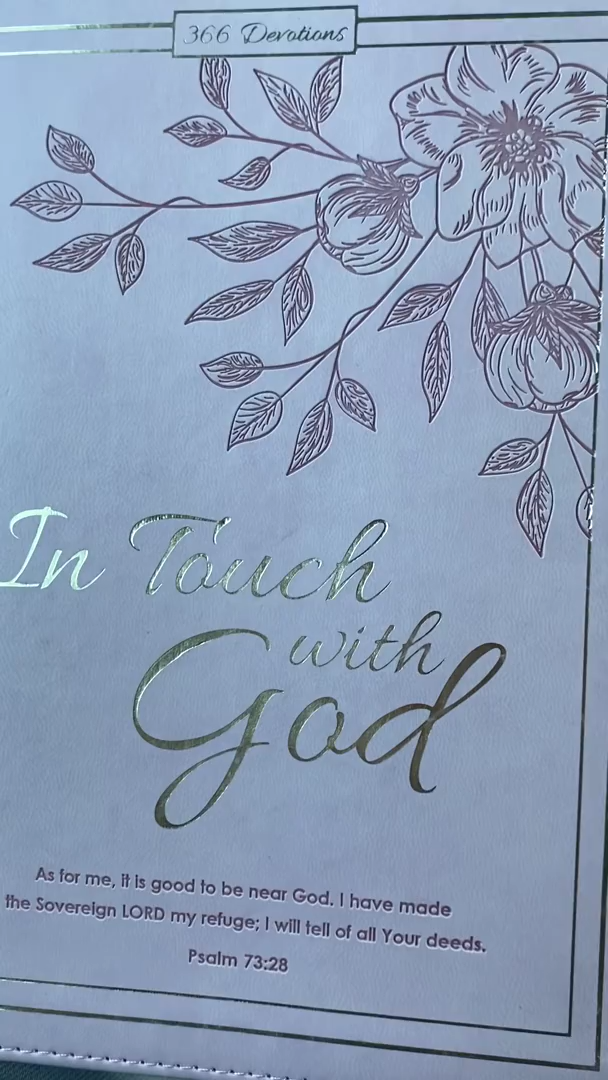 366 Devotions
In Touch
with
God
As for me, it is good to be near God. I have made
the Sovereign LORD my refuge; I will tell of all Your deeds.
Psalm 73:28